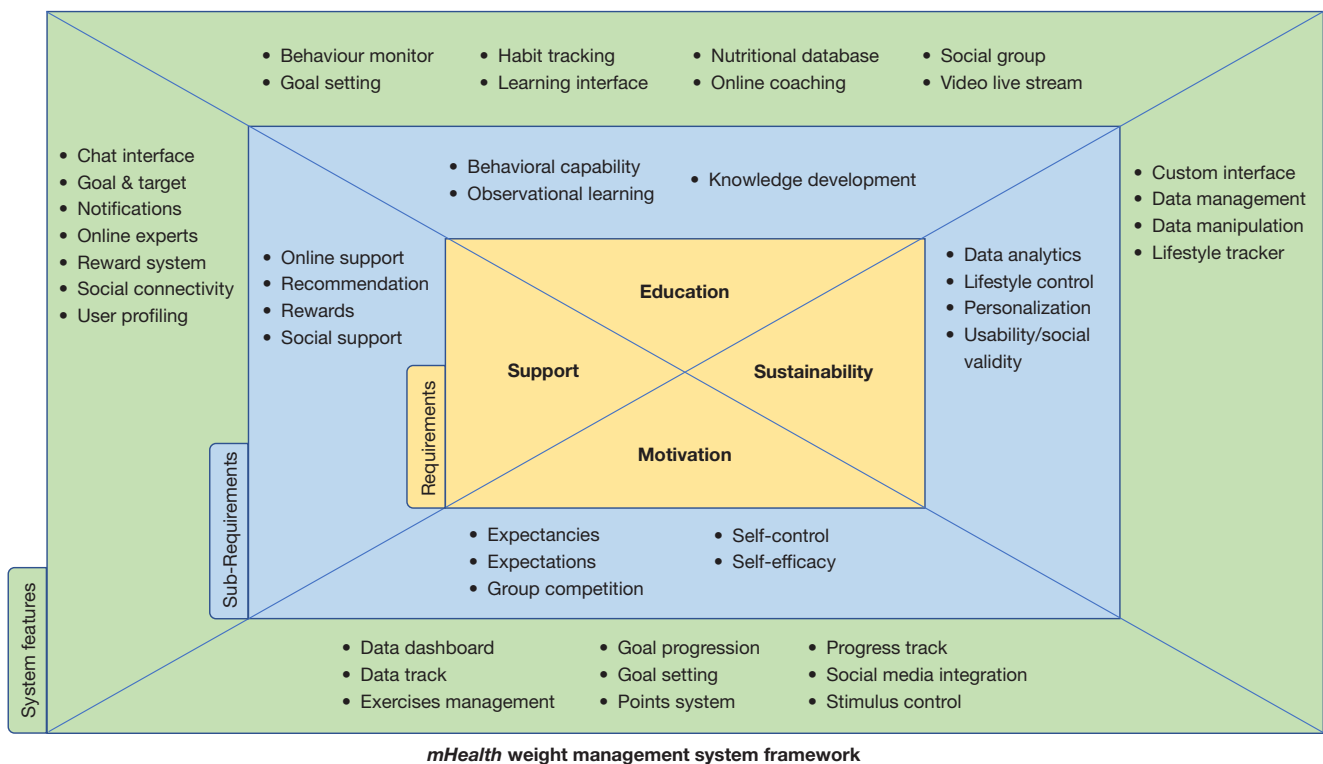 • Behaviour monitor
• Goal setting
• Habit tracking
• Learning interface
• Nutritional database
• Online coaching
• Social group
• Video live stream
• Chat interface
• Goal & target
• Notifications
• Online experts
• Reward system
• Social connectivity
• User profiling
• Behavioral capability
• Observational learning
• Knowledge development
• Custom interface
• Data management
• Data manipulation
• Lifestyle tracker
• Online support
• Recommendation
• Rewards
• Social support
• Data analytics
• Lifestyle control
• Personalization
• Usability/social
validity
Education
Support
Sustainability
Motivation
Requirements
Sub-Requirements
System features
• Expectancies
• Expectations
• Group competition
• Self-control
• Self-efficacy
• Data dashboard
• Data track
• Exercises management
• Goal progression
• Goal setting
• Points system
• Progress track
• Social media integration
• Stimulus control
mHealth weight management system framework